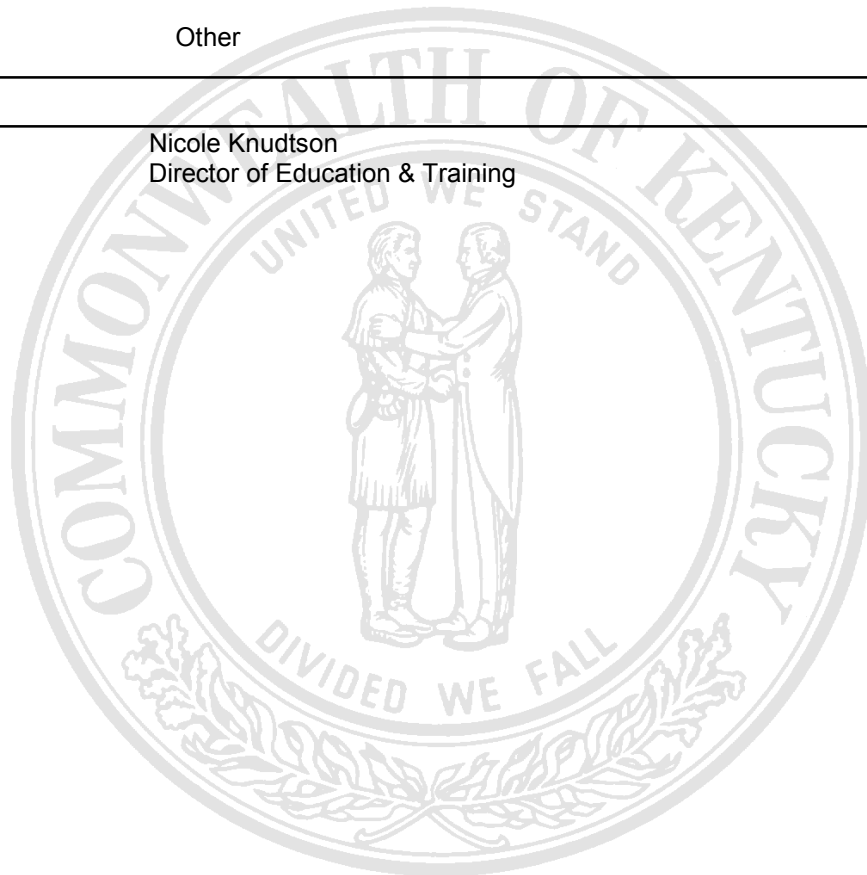 Other
Nicole Knudtson
Director of Education & Training
COMMONWEALTH OF KENTUCKY
UNITED WE STAND
DIVIDED WE FALL